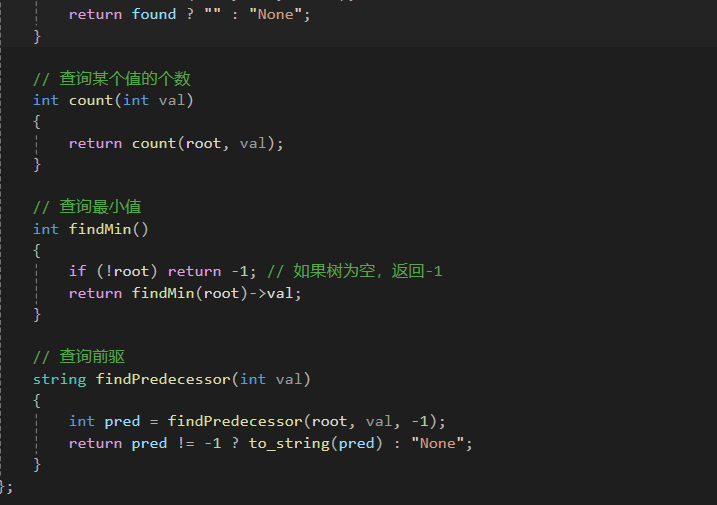 return found ? "" : "None";
}
// 查询某个值的个数
int count(int val)
{
return count(root, val);
}
// 查询最小值
int findMin()
{
if (!root) return -1; // 如果树为空，返回-1
return findMin(root)->val;
}
// 查询前驱
string findPredecessor(int val)
{
int pred = findPredecessor(root, val, -1);
return pred != -1 ? to_string(pred) : "None";
}
};